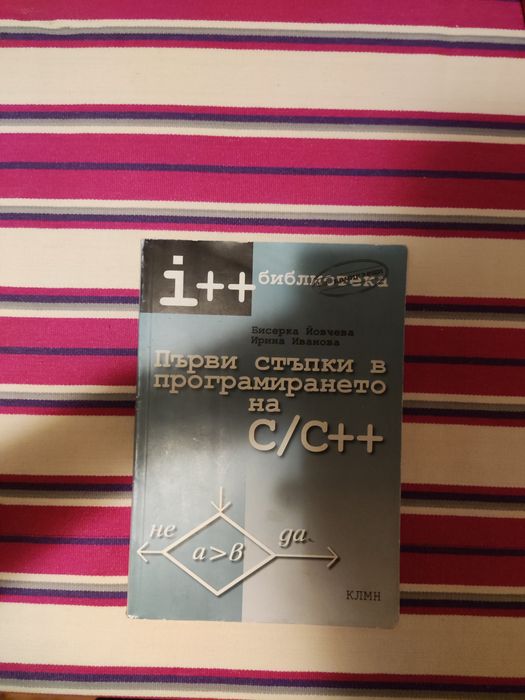 i++ библиотека
Бисерка Йовчева
Ирина Иванова
Първи стъпки в
програмирането
на
C/C++
не
да
a>b
КЛМН